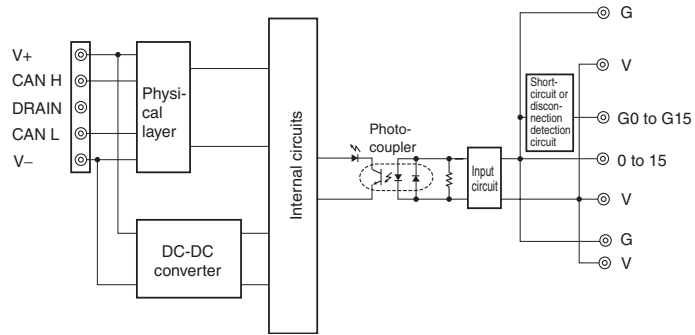 V+
CAN H
DRAIN
CAN L
V–
Physi-
cal
layer
DC-DC
converter
Internal circuits
Photo-
coupler
Input
circuit
Short-
circuit or
discon-
nection
detection
circuit
G
V
G0 to G15
0 to 15
V
G
V